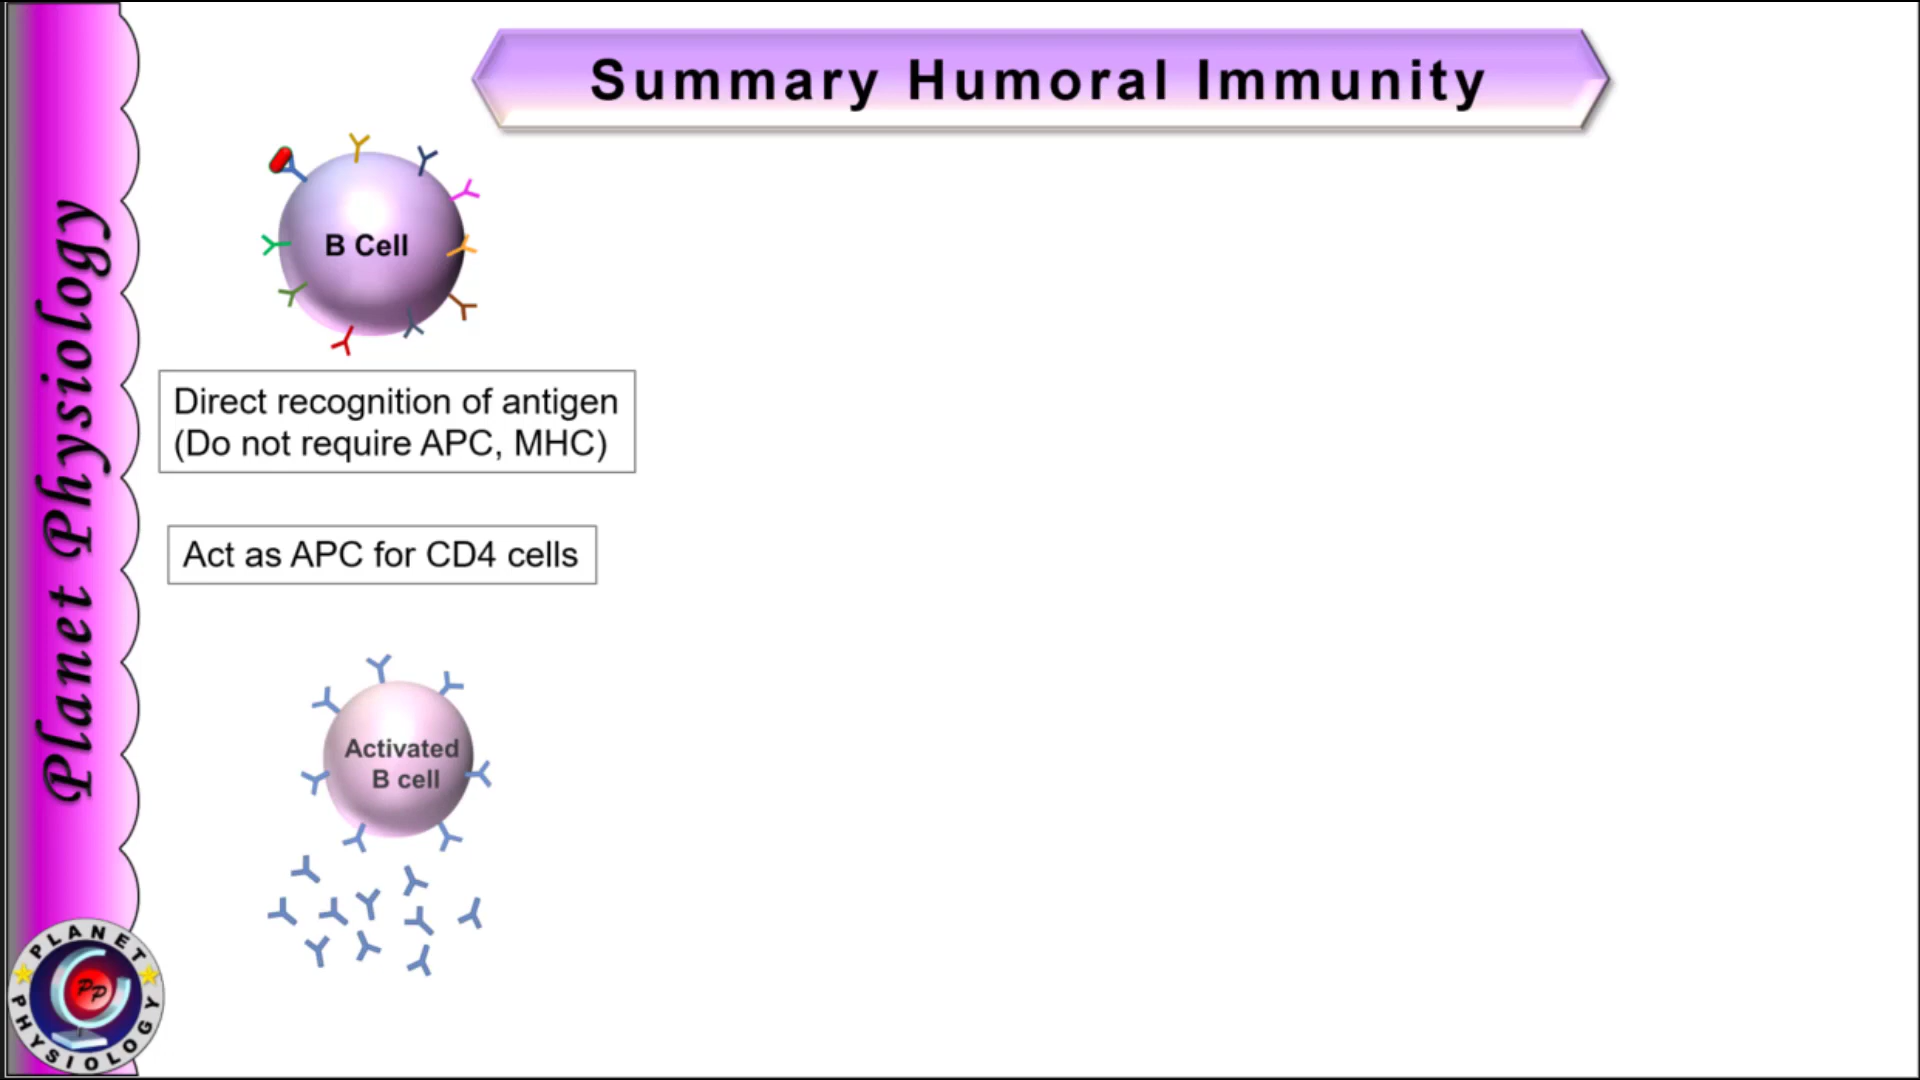 Summary Humoral Immunity
B Cell
Direct recognition of antigen
(Do not require APC, MHC)
Act as APC for CD4 cells
Activated
B cell
Planet Physiology
PLANET
PP
PHYSIOLOGY